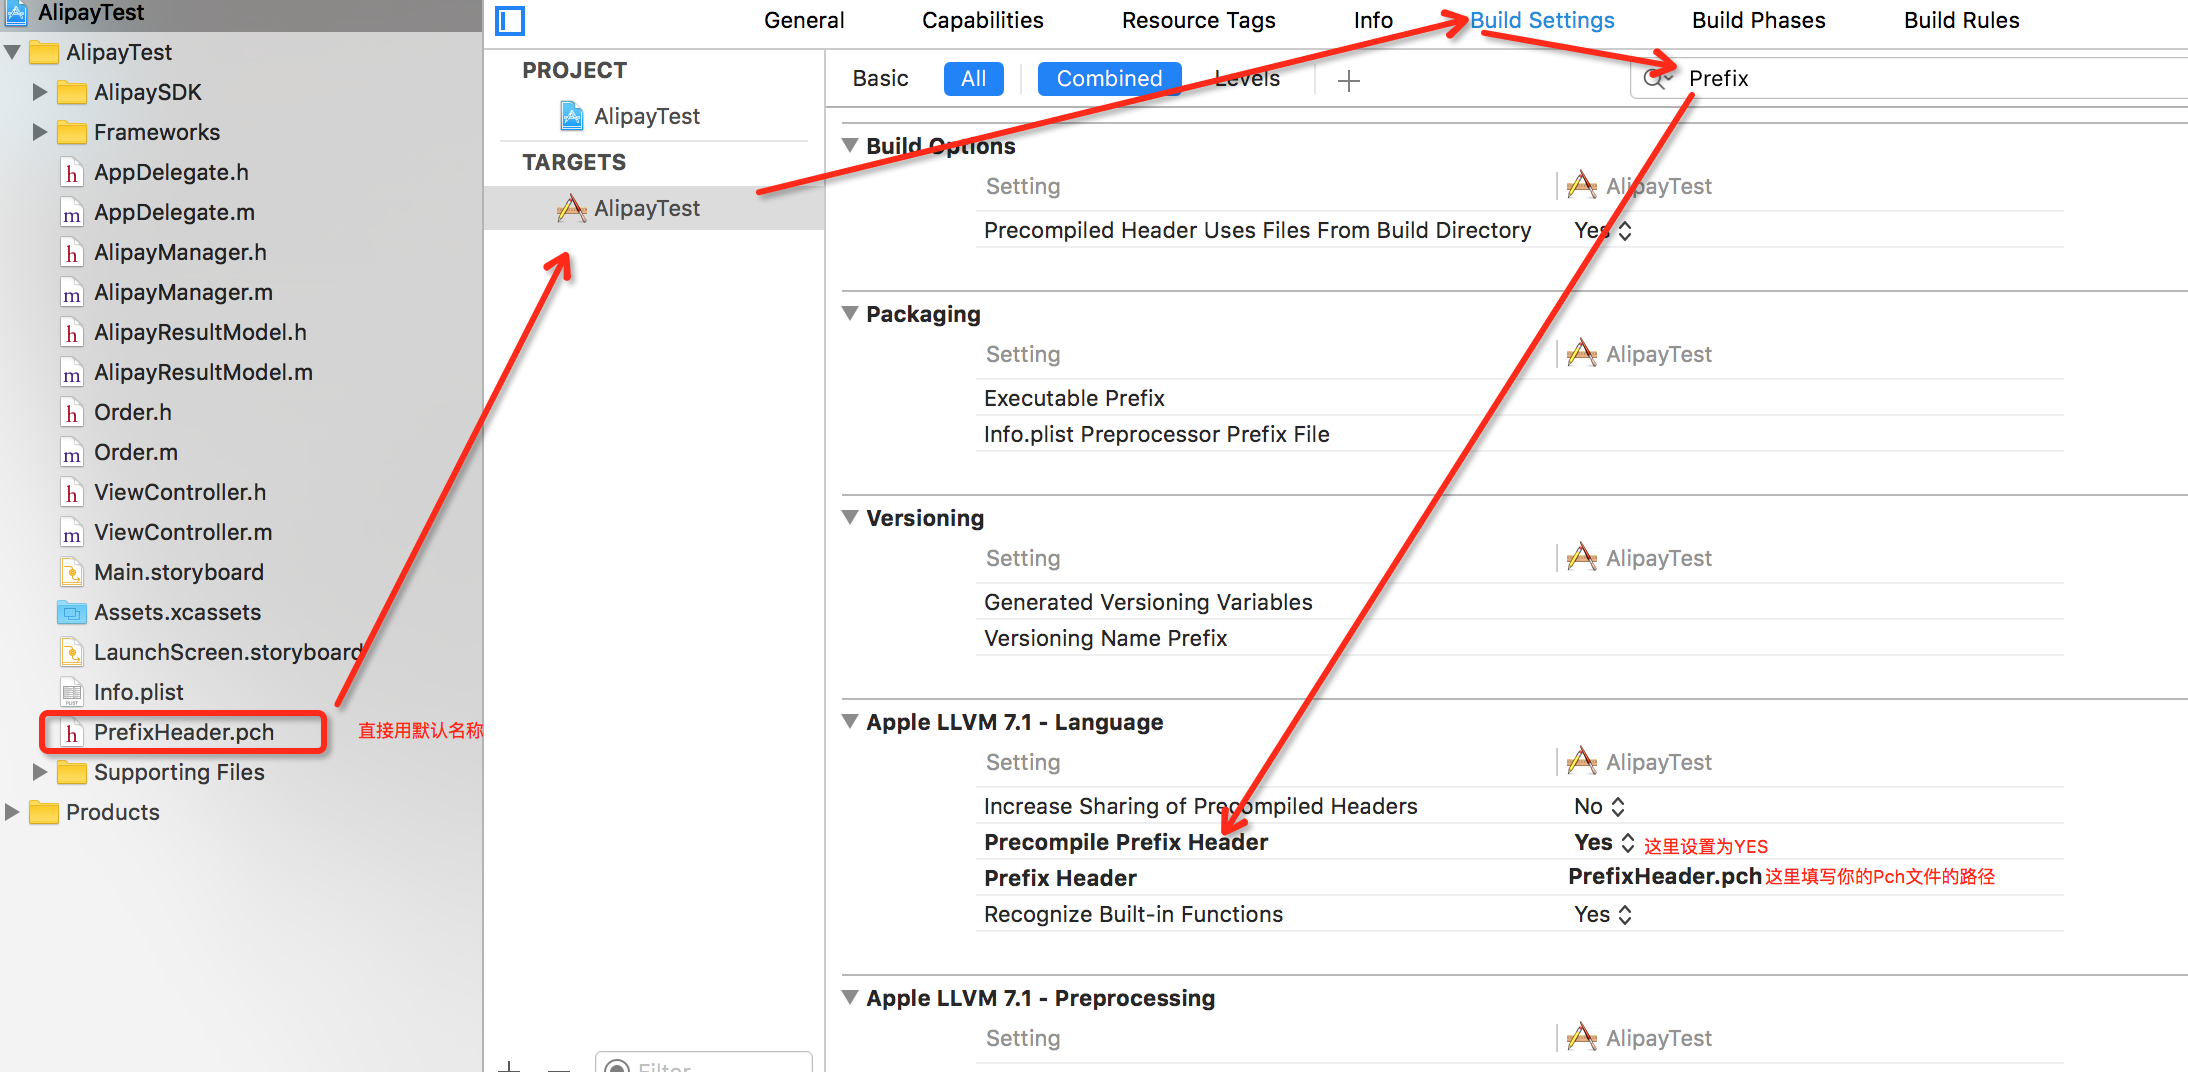 AlipayTest
AlipayTest
AlipaySDK
Frameworks
AppDelegate.h
AppDelegate.m
AlipayManager.h
AlipayManager.m
AlipayResultModel.h
AlipayResultModel.m
Order.h
Order.m
ViewController.h
ViewController.m
Main.storyboard
Assets.xcassets
LaunchScreen.storyboard
Info.plist
PrefixHeader.pch 直接用默认名称
Supporting Files
Products
PROJECT
AlipayTest
TARGETS
AlipayTest
Filter
General Capabilities Resource Tags Info Build Settings Build Phases Build Rules
Basic All Combined Levels Prefix
Build Options
Setting AlipayTest
Precompiled Header Uses Files From Build Directory Yes
Packaging
Setting AlipayTest
Executable Prefix
Info.plist Preprocessor Prefix File
Versioning
Setting AlipayTest
Generated Versioning Variables
Versioning Name Prefix
Apple LLVM 7.1 - Language
Setting AlipayTest
Increase Sharing of Precompiled Headers No
Precompile Prefix Header Yes 这里设置为YES
Prefix Header PrefixHeader.pch 这里填写你的Pch文件的路径
Recognize Built-in Functions Yes
Apple LLVM 7.1 - Preprocessing
Setting AlipayTest